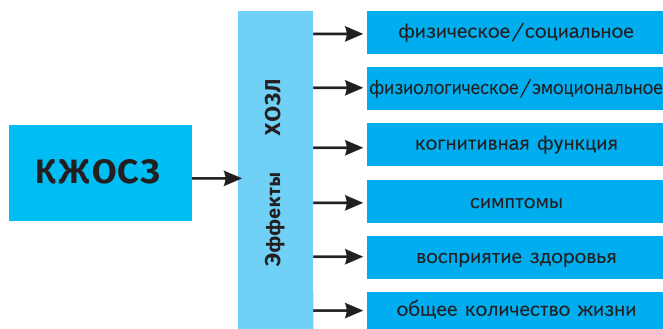 КЖОСЗ
Эффекты ХОЗЛ
физическое/социальное
физиологическое/эмоциональное
когнитивная функция
симптомы
восприятие здоровья
общее количество жизни